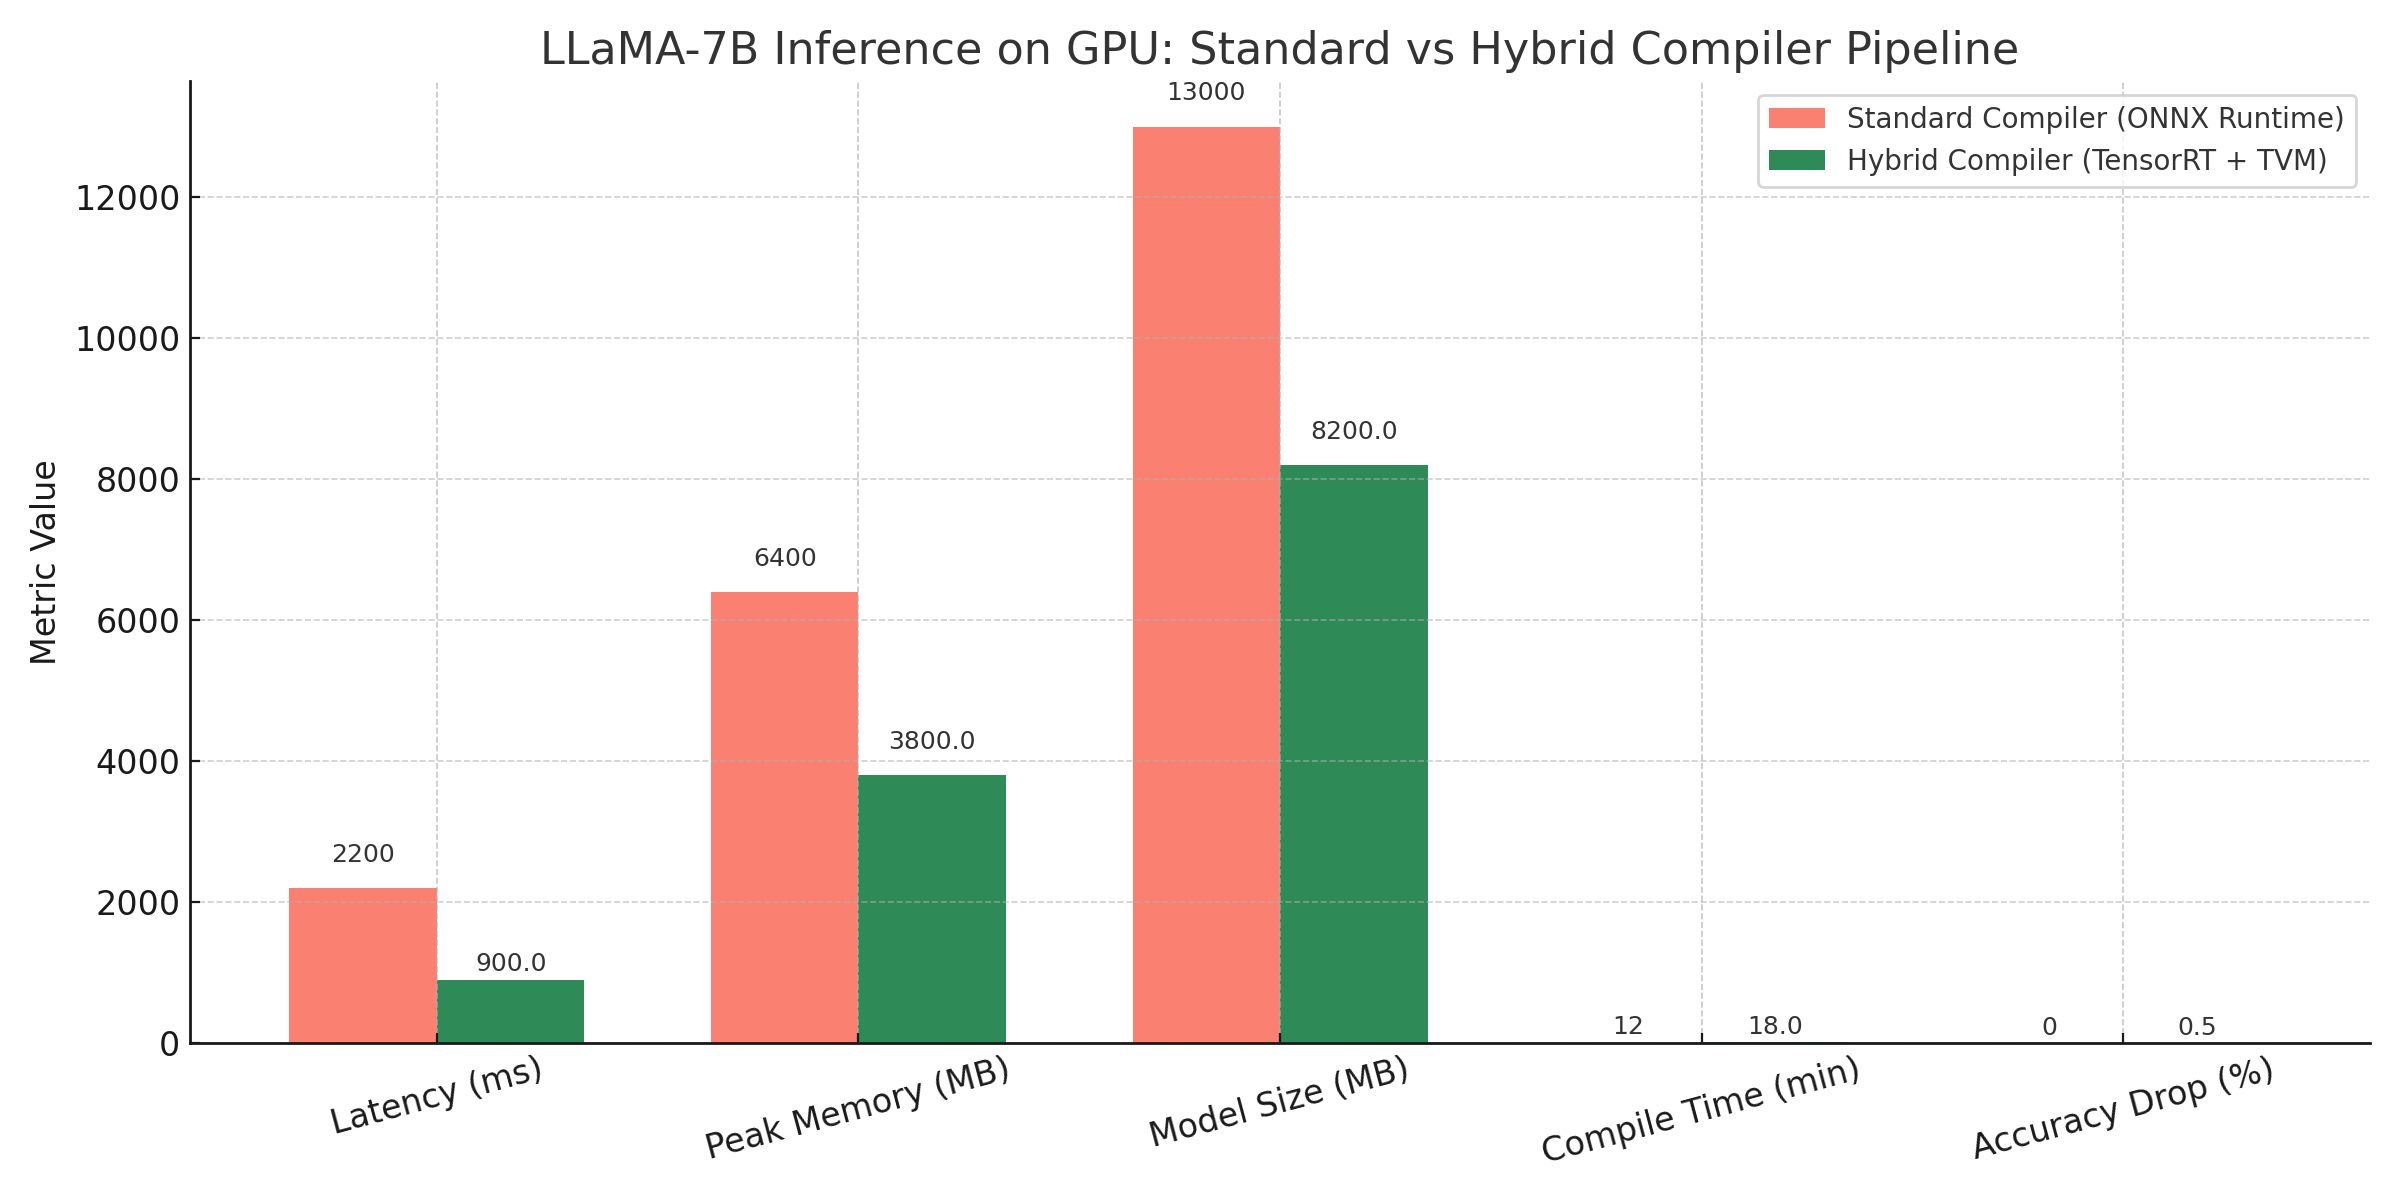 LLaMA-7B Inference on GPU: Standard vs Hybrid Compiler Pipeline
Standard Compiler (ONNX Runtime)
Hybrid Compiler (TensorRT + TVM)
Metric Value
12000
10000
8000
6000
4000
2000
0
2200
900.0
6400
3800.0
13000
8200.0
12
18.0
0
0.5
Latency (ms)
Peak Memory (MB)
Model Size (MB)
Compile Time (min)
Accuracy Drop (%)